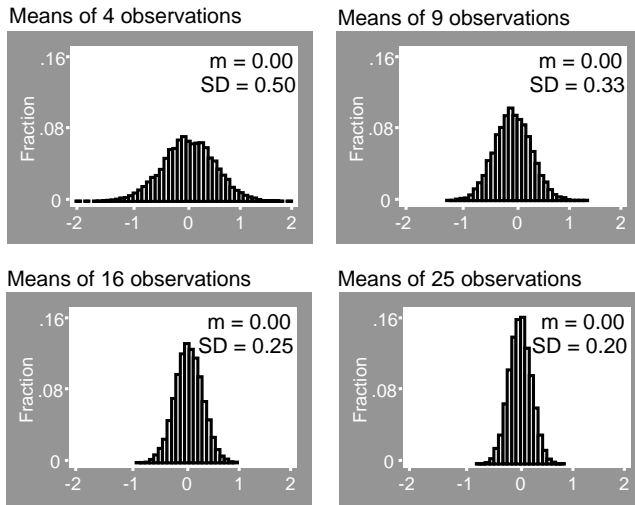 Means of 4 observations
m = 0.00
SD = 0.50
Fraction
.16
.08
0
-2 -1 0 1 2
Means of 9 observations
m = 0.00
SD = 0.33
Fraction
.16
.08
0
-2 -1 0 1 2
Means of 16 observations
m = 0.00
SD = 0.25
Fraction
.16
.08
0
-2 -1 0 1 2
Means of 25 observations
m = 0.00
SD = 0.20
Fraction
.16
.08
0
-2 -1 0 1 2